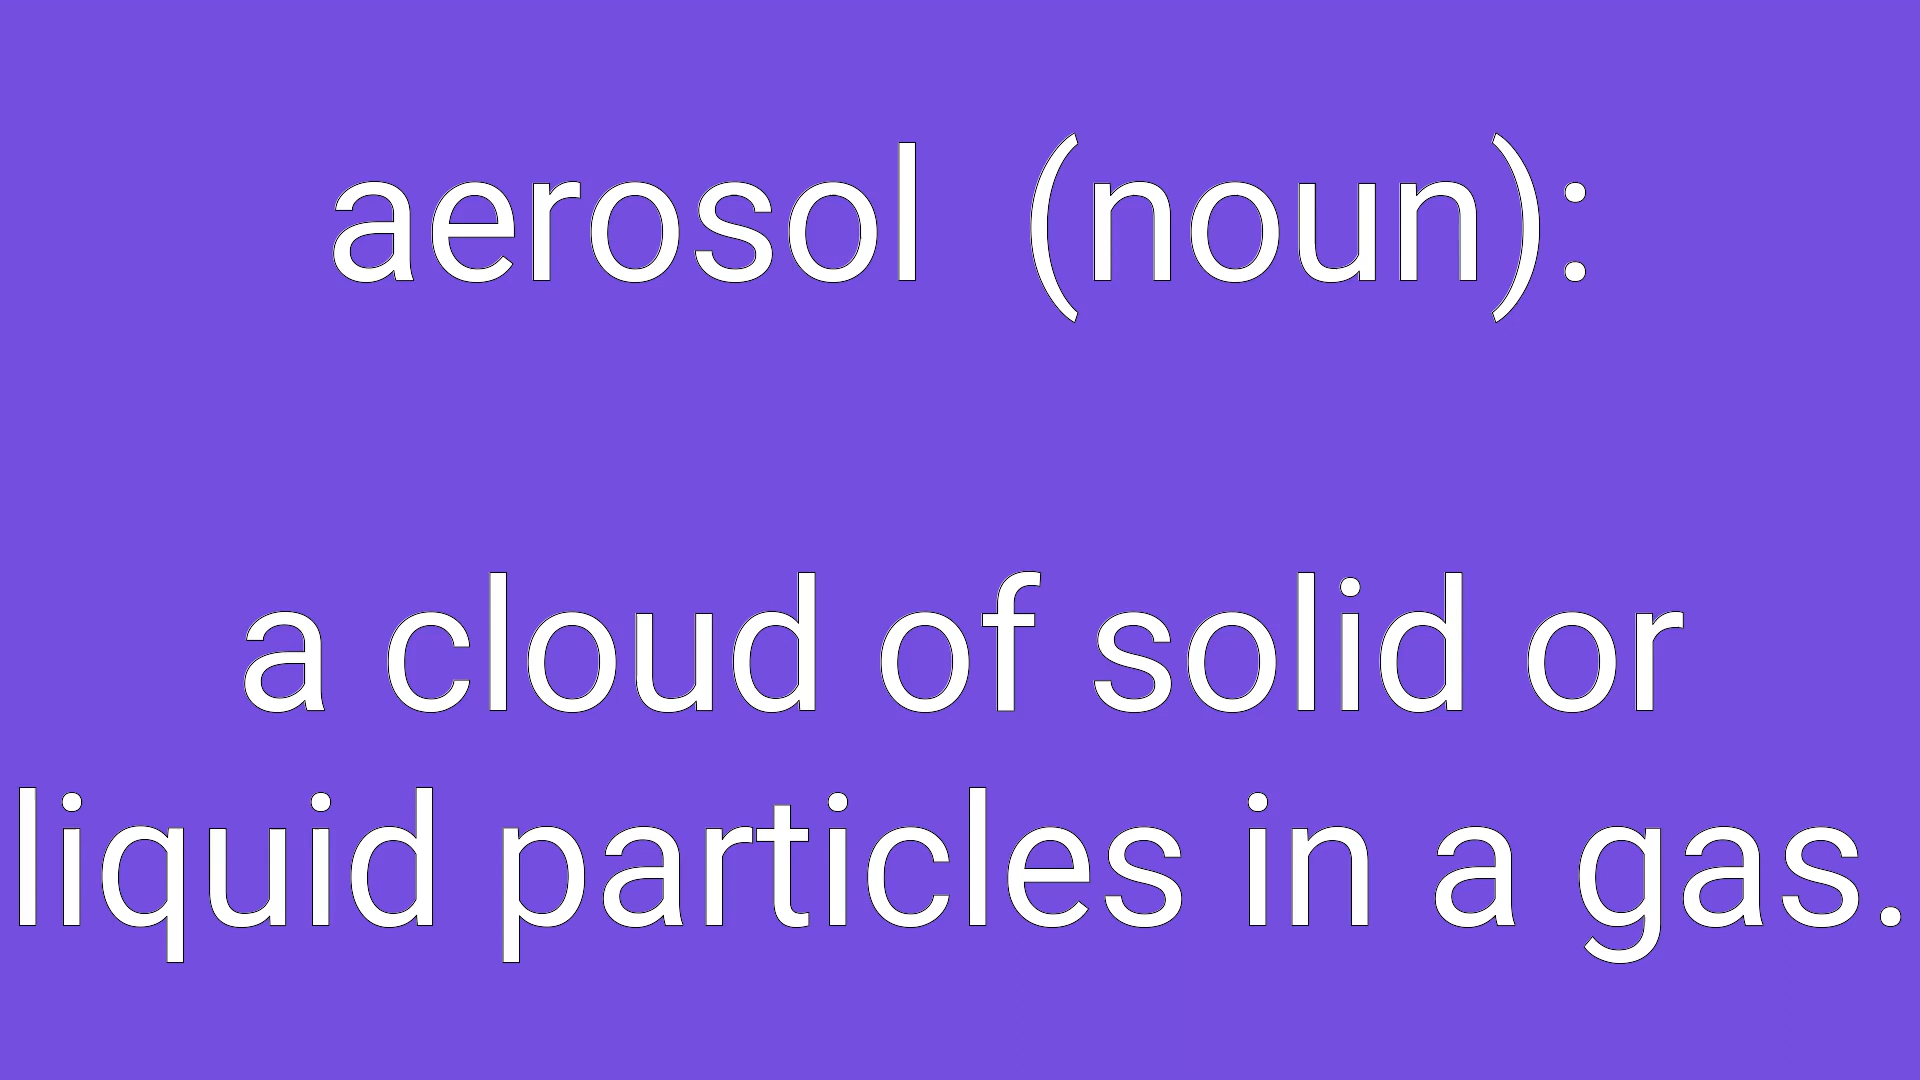 aerosol (noun):
a cloud of solid or
liquid particles in a gas.